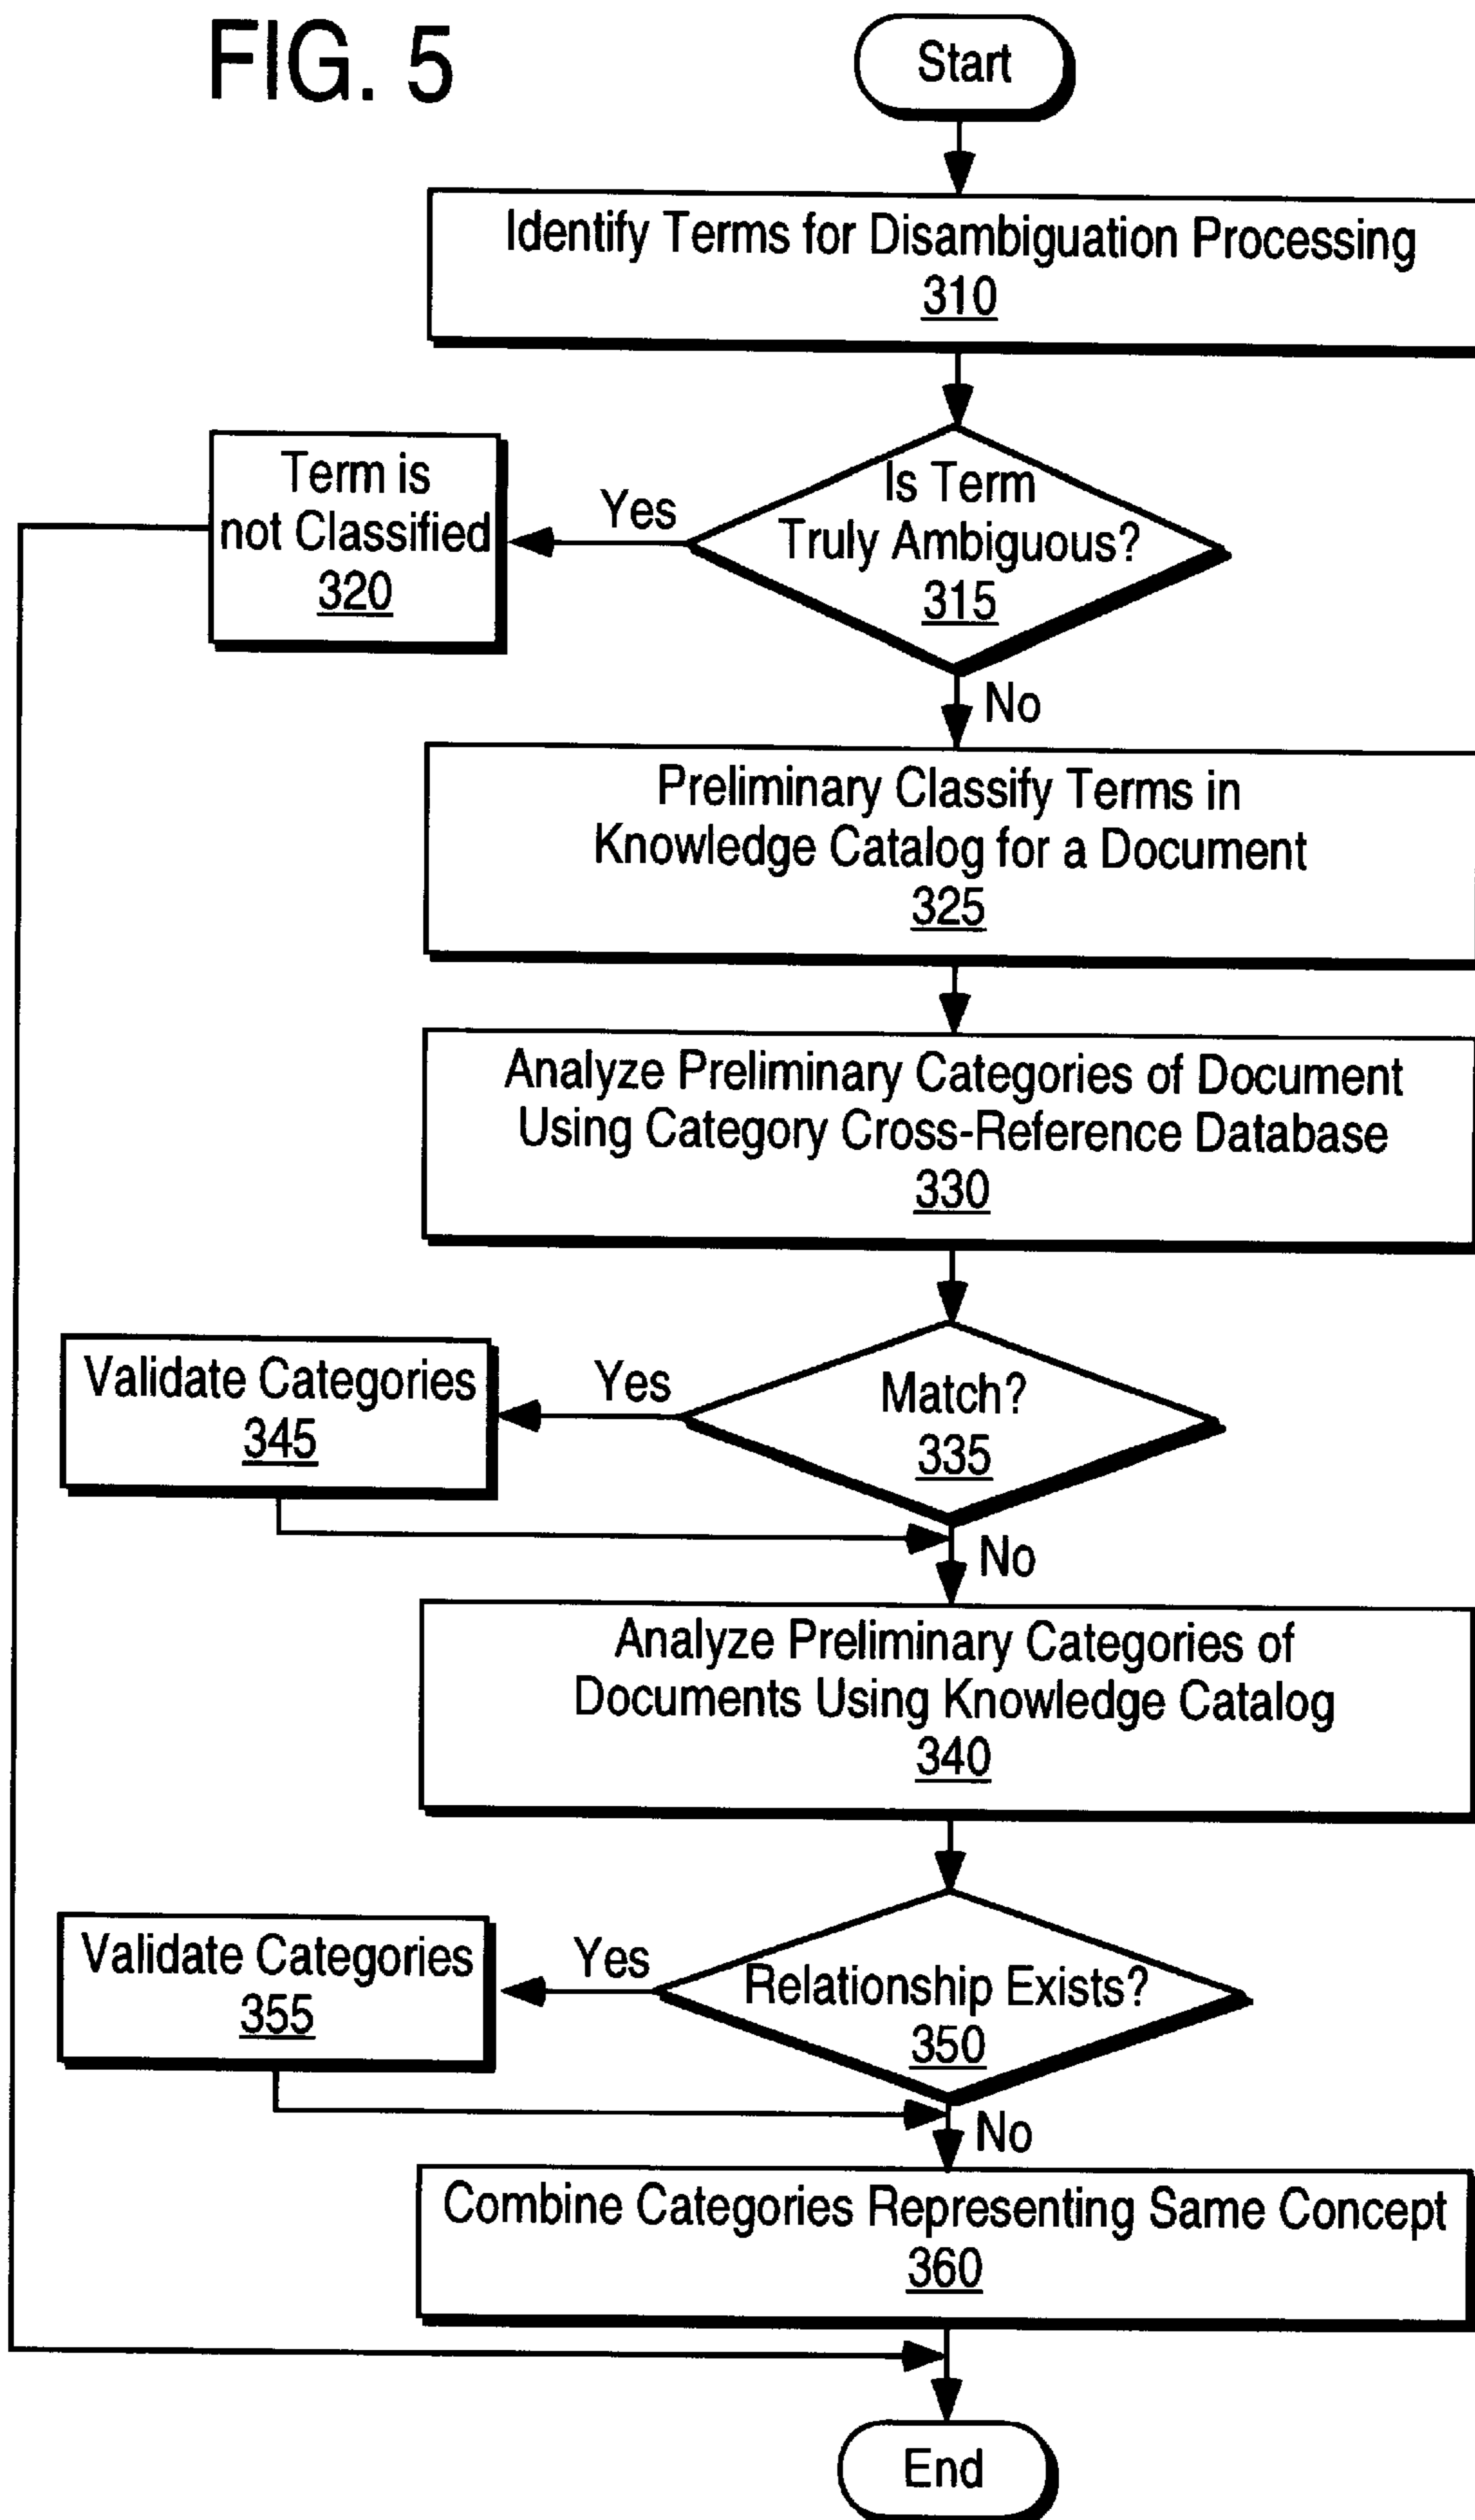 FIG. 5
Start
Identify Terms for Disambiguation Processing
310
Is Term
Truly Ambiguous?
315
Yes
Term is
not Classified
320
No
Preliminary Classify Terms in
Knowledge Catalog for a Document
325
Analyze Preliminary Categories of Document
Using Category Cross-Reference Database
330
Match?
335
Yes
Validate Categories
345
No
Analyze Preliminary Categories of
Documents Using Knowledge Catalog
340
Relationship Exists?
350
Yes
Validate Categories
355
No
Combine Categories Representing Same Concept
360
End